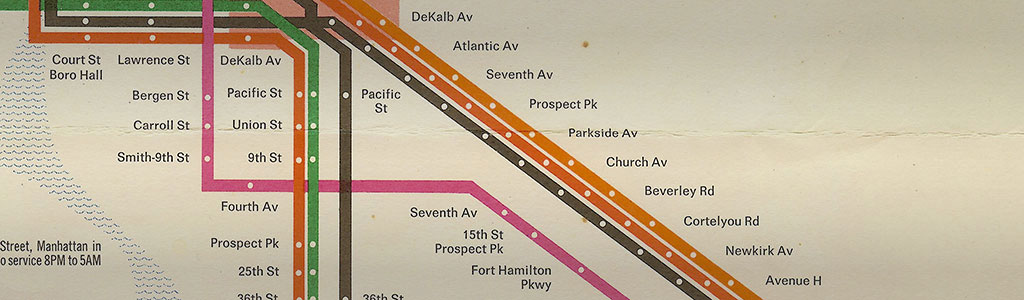 DeKalb Av
Atlantic Av
Court St
Boro Hall
Lawrence St
DeKalb Av
Seventh Av
Bergen St
Pacific St
Pacific
St
Prospect Pk
Carroll St
Union St
Parkside Av
Smith-9th St
9th St
Church Av
Beverley Rd
Fourth Av
Seventh Av
Cortelyou Rd
15th St
Prospect Pk
Street, Manhattan in
o service 8PM to 5AM
Prospect Pk
Newkirk Av
25th St
Fort Hamilton
Pkwy
Avenue H
36th St
36th St